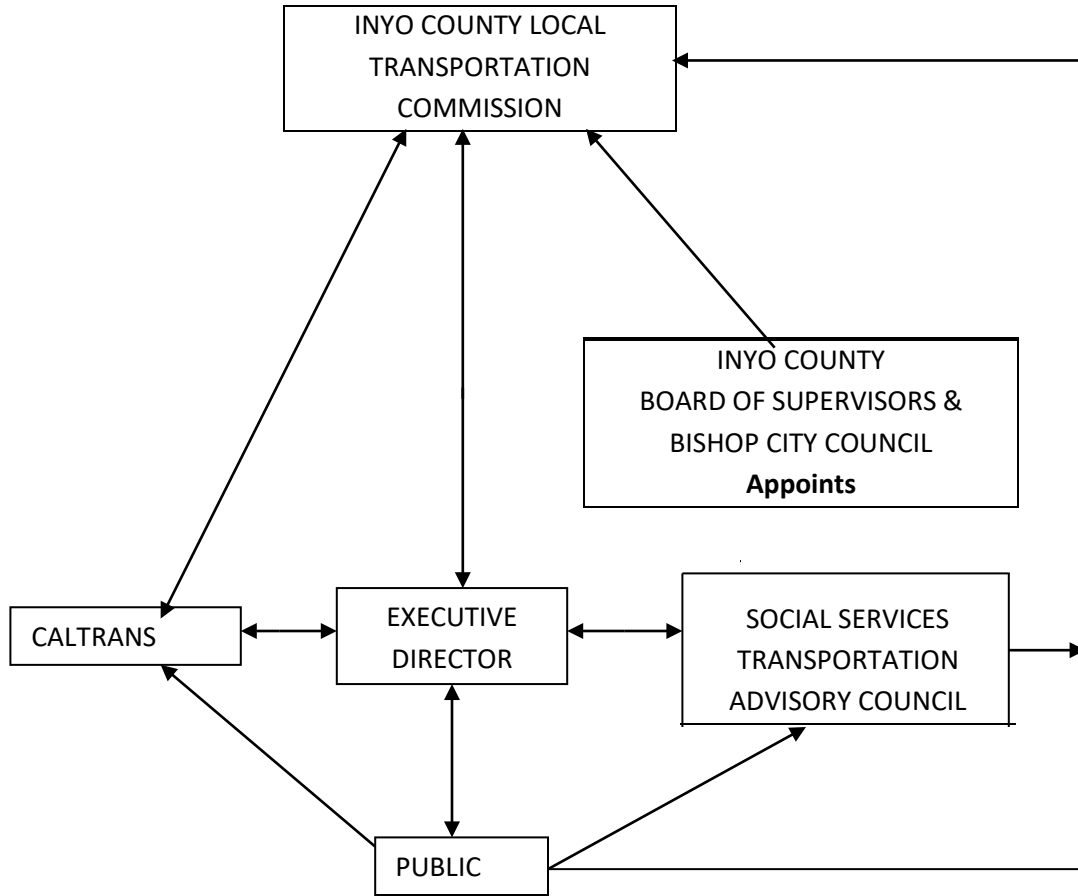 INYO COUNTY LOCAL
TRANSPORTATION
COMMISSION
INYO COUNTY
BOARD OF SUPERVISORS &
BISHOP CITY COUNCIL
Appoints
CALTRANS
EXECUTIVE
DIRECTOR
SOCIAL SERVICES
TRANSPORTATION
ADVISORY COUNCIL
PUBLIC